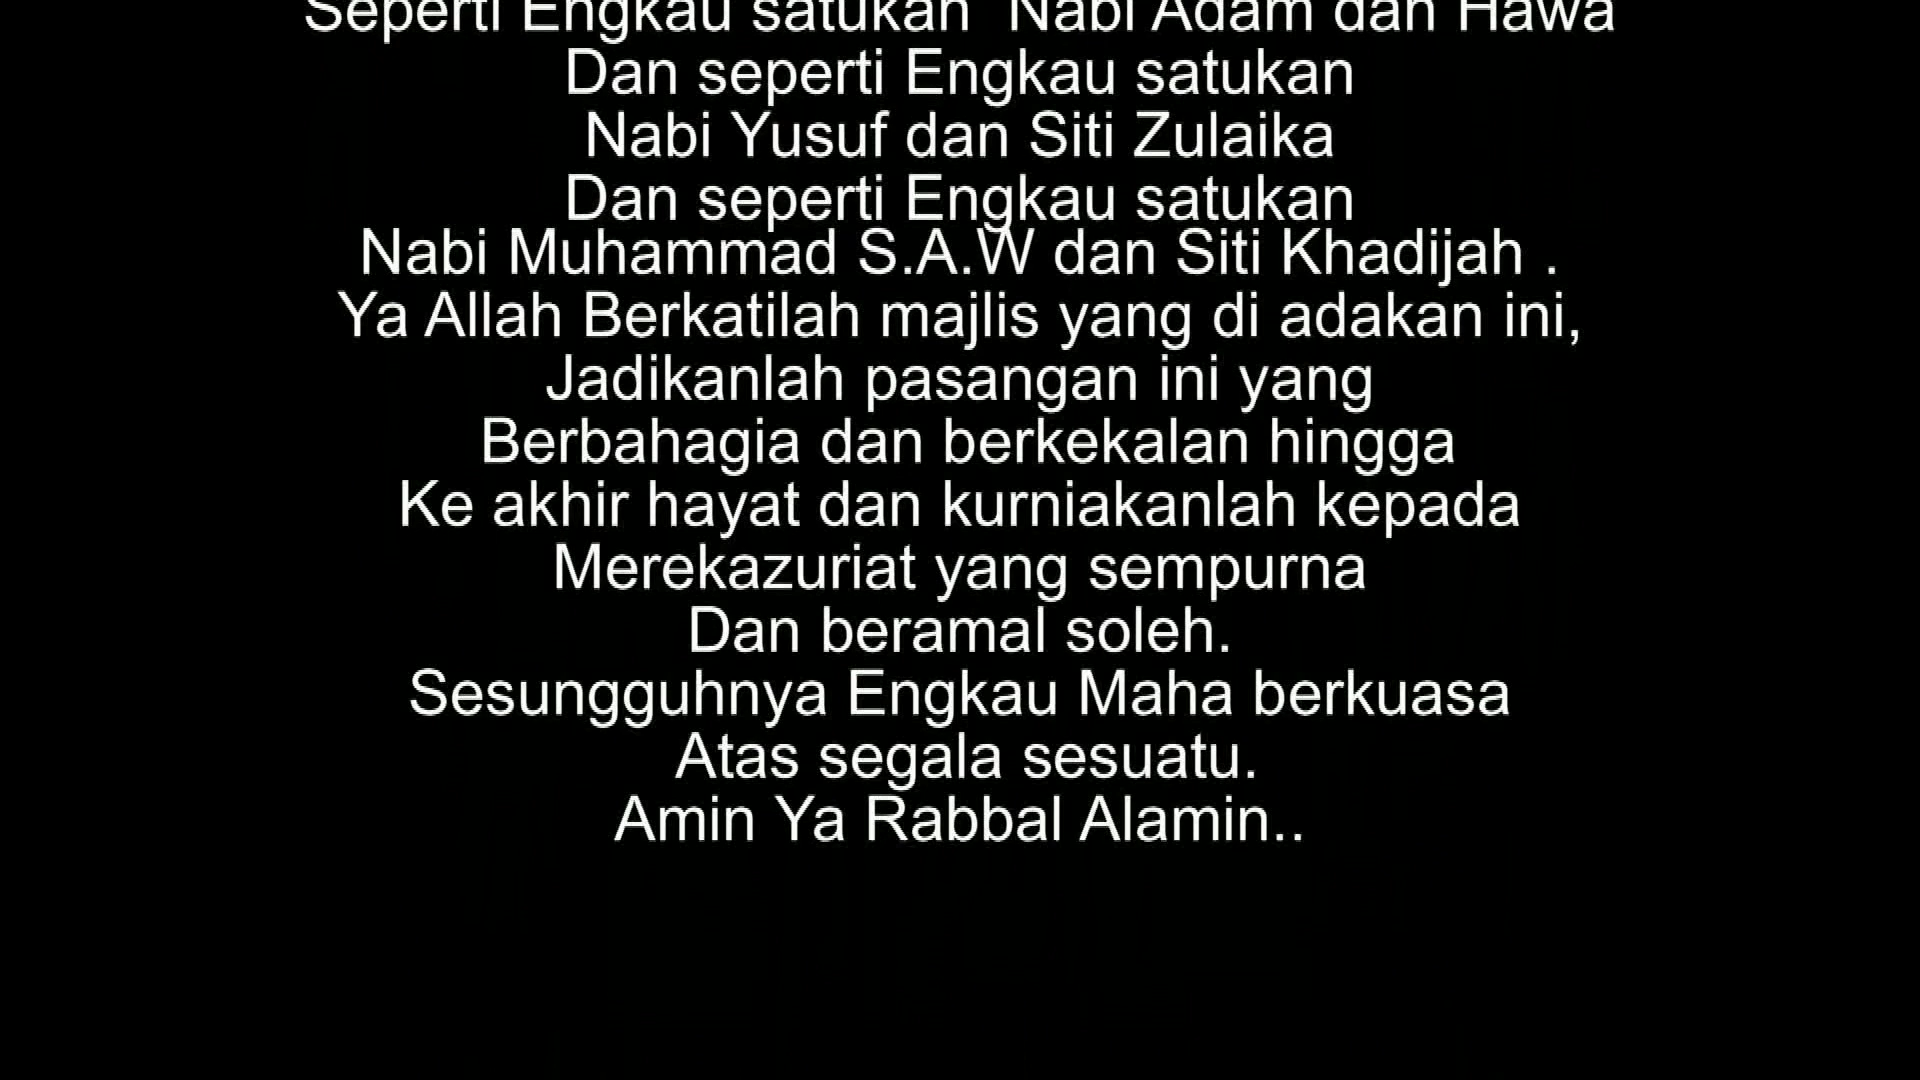 Seperti Engkau satukan  Nabi Adam dan Hawa
Dan seperti Engkau satukan
Nabi Yusuf dan Siti Zulaika
Dan seperti Engkau satukan
Nabi Muhammad S.A.W dan Siti Khadijah .
Ya Allah Berkatilah majlis yang di adakan ini,
Jadikanlah pasangan ini yang
Berbahagia dan berkekalan hingga
Ke akhir hayat dan kurniakanlah kepada
Merekazuriat yang sempurna
Dan beramal soleh.
Sesungguhnya Engkau Maha berkuasa
Atas segala sesuatu.
Amin Ya Rabbal Alamin..